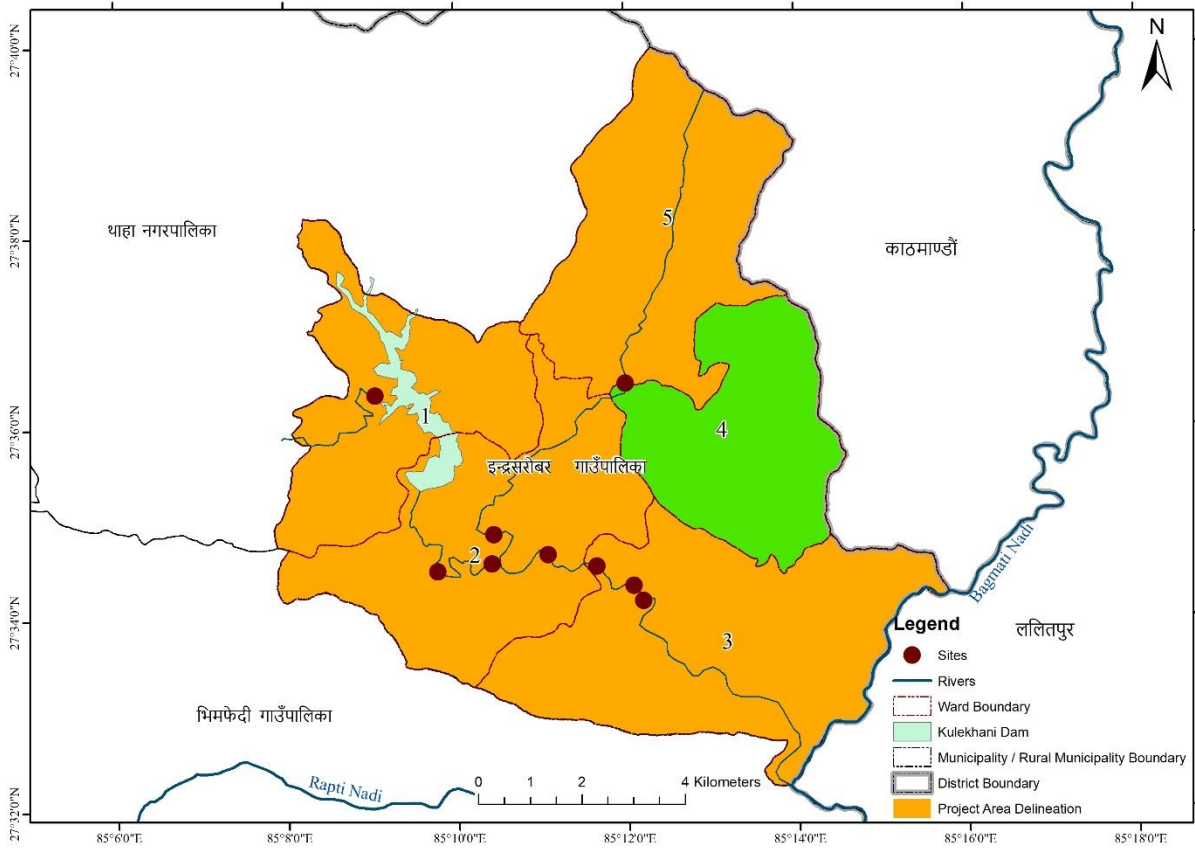 N
27°40'0"N
27°38'0"N
27°36'0"N
27°34'0"N
27°32'0"N
थाहा नगरपालिका
काठमाण्डौं
5
4
1
इन्द्रसरोबर गाउँपालिका
2
3
Bagmati Nadi
ललितपुर
भिमफेदी गाउँपालिका
Rapti Nadi
0 1 2 4 Kilometers
Legend
Sites
Rivers
Ward Boundary
Kulekhani Dam
Municipality / Rural Municipality Boundary
District Boundary
Project Area Delineation
85°6'0"E 85°8'0"E 85°10'0"E 85°12'0"E 85°14'0"E 85°16'0"E 85°18'0"E